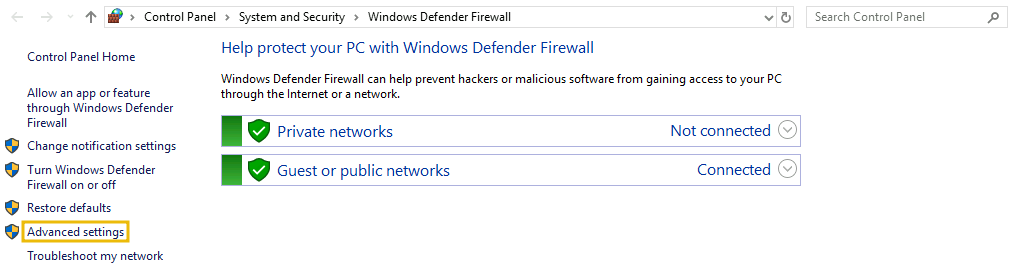 Control Panel > System and Security > Windows Defender Firewall
Search Control Panel
Control Panel Home
Allow an app or feature
through Windows Defender
Firewall
Change notification settings
Turn Windows Defender
Firewall on or off
Restore defaults
Advanced settings
Troubleshoot my network
Help protect your PC with Windows Defender Firewall
Windows Defender Firewall can help prevent hackers or malicious software from gaining access to your PC
through the Internet or a network.
Private networks Not connected
Guest or public networks Connected